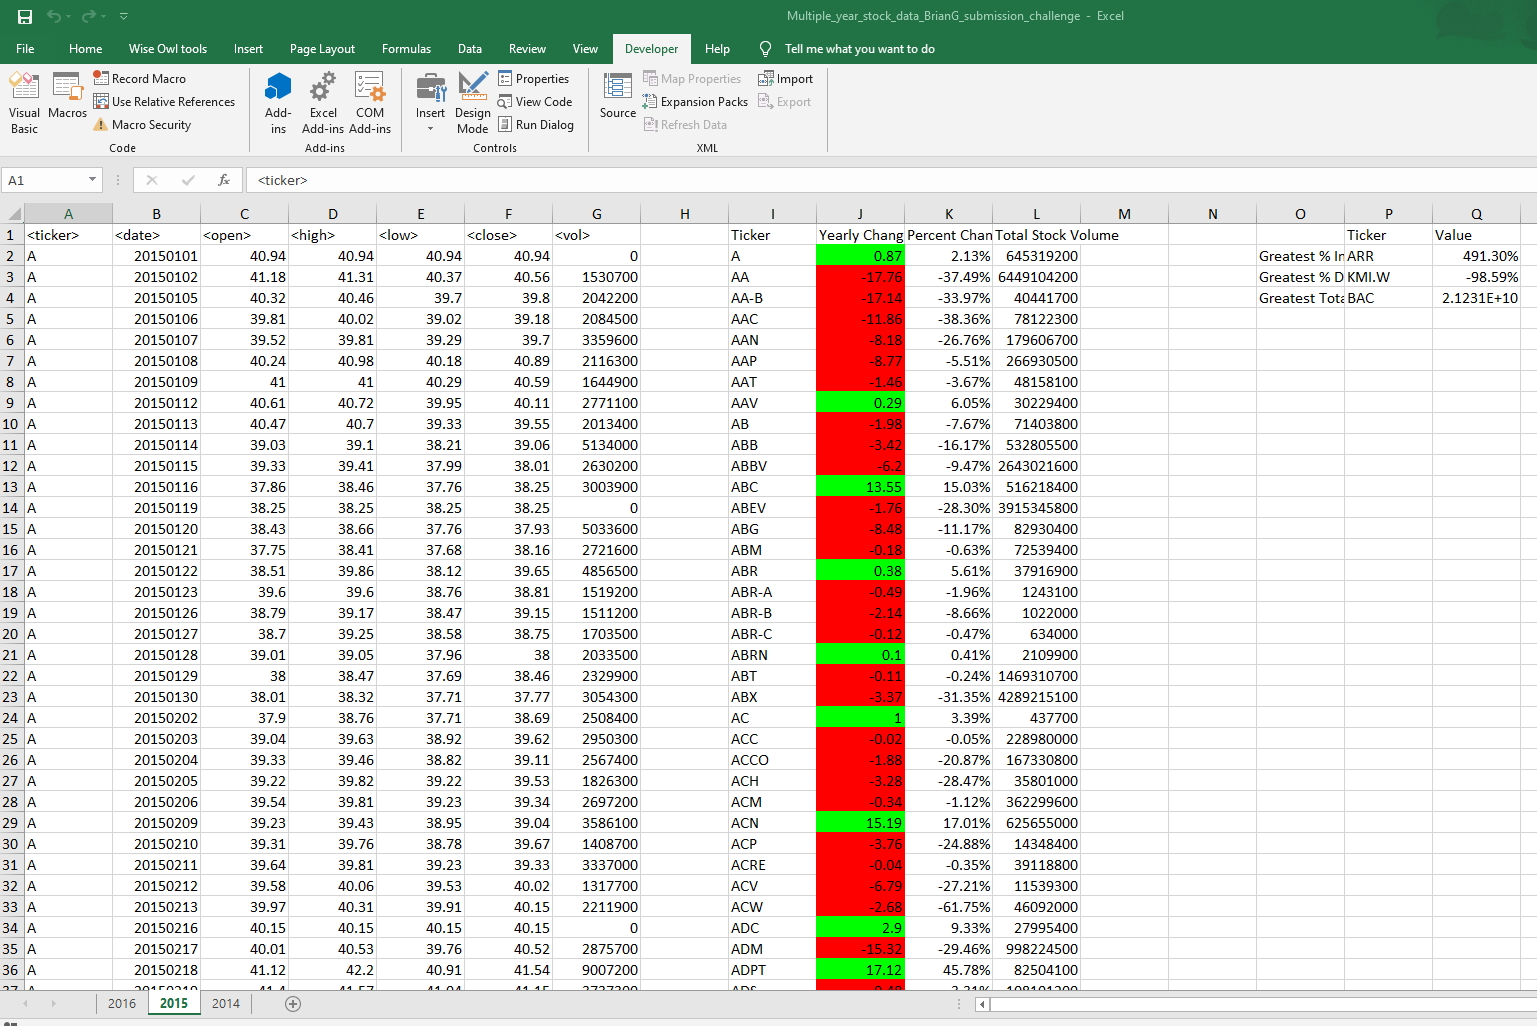 Multiple_year_stock_data_BrianG_submission_challenge - Excel
File Home Wise Owl tools Insert Page Layout Formulas Data Review View Developer Help Tell me what you want to do
Visual Basic
Macros
Record Macro
Use Relative References
Macro Security
Code
Add-ins
Excel Add-ins
COM Add-ins
Add-ins
Insert
Design Mode
Properties
View Code
Run Dialog
Controls
Source
Map Properties
Expansion Packs
Refresh Data
Import
Export
XML
A1 fx <ticker>
A B C D E F G H I J K L M N O P Q
1 <ticker> <date> <open> <high> <low> <close> <vol> Ticker Yearly Chang Percent Chan Total Stock Volume Ticker Value
2 A 20150101 40.94 40.94 40.94 40.94 0 A 0.87 2.13% 645319200 Greatest % In ARR 491.30%
3 A 20150102 41.18 41.31 40.37 40.56 1530700 AA -17.76 -37.49% 6449104200 Greatest % D KMI.W -98.59%
4 A 20150105 40.32 40.46 39.7 39.8 2042200 AA-B -17.14 -33.97% 40441700 Greatest Tota BAC 2.1231E+10
5 A 20150106 39.81 40.02 39.02 39.18 2084500 AAC -11.86 -38.36% 78122300
6 A 20150107 39.52 39.81 39.29 39.7 3359600 AAN -8.18 -26.76% 179606700
7 A 20150108 40.24 40.98 40.18 40.89 2116300 AAP -8.77 -5.51% 266930500
8 A 20150109 41 41 40.29 40.59 1644900 AAT -1.46 -3.67% 48158100
9 A 20150112 40.61 40.72 39.95 40.11 2771100 AAV 0.29 6.05% 30229400
10 A 20150113 40.47 40.7 39.33 39.55 2013400 AB -1.98 -7.67% 71403800
11 A 20150114 39.03 39.1 38.21 39.06 5134000 ABB -3.42 -16.17% 532805500
12 A 20150115 39.33 39.41 37.99 38.01 2630200 ABBV -6.2 -9.47% 2643021600
13 A 20150116 37.86 38.46 37.76 38.25 3003900 ABC 13.55 15.03% 516218400
14 A 20150119 38.25 38.25 38.25 38.25 0 ABEV -1.76 -28.30% 3915345800
15 A 20150120 38.43 38.66 37.76 37.93 5033600 ABG -8.48 -11.17% 82930400
16 A 20150121 37.75 38.41 37.68 38.16 2721600 ABM -0.18 -0.63% 72539400
17 A 20150122 38.51 39.86 38.12 39.65 4856500 ABR 0.38 5.61% 37916900
18 A 20150123 39.6 39.6 38.76 38.81 1519200 ABR-A -0.49 -1.96% 1243100
19 A 20150126 38.79 39.17 38.47 39.15 1511200 ABR-B -2.14 -8.66% 1022000
20 A 20150127 38.7 39.25 38.58 38.75 1703500 ABR-C -0.12 -0.47% 634000
21 A 20150128 39.01 39.05 37.96 38 2033500 ABRN 0.1 0.41% 2109900
22 A 20150129 38 38.47 37.69 38.46 2329900 ABT -0.11 -0.24% 1469310700
23 A 20150130 38.01 38.32 37.71 37.77 3054300 ABX -3.37 -31.35% 4289215100
24 A 20150202 37.9 38.76 37.71 38.69 2508400 AC 1 3.39% 437700
25 A 20150203 39.04 39.63 38.92 39.62 2950300 ACC -0.02 -0.05% 228980000
26 A 20150204 39.33 39.46 38.82 39.11 2567400 ACCO -1.88 -20.87% 167330800
27 A 20150205 39.22 39.82 39.22 39.53 1826300 ACH -3.28 -28.47% 35801000
28 A 20150206 39.54 39.81 39.23 39.34 2697200 ACM -0.34 -1.12% 362299600
29 A 20150209 39.23 39.43 38.95 39.04 3586100 ACN 15.19 17.01% 625655000
30 A 20150210 39.31 39.76 38.78 39.67 1408700 ACP -3.76 -24.88% 14348400
31 A 20150211 39.64 39.81 39.23 39.33 3337000 ACRE -0.04 -0.35% 39118800
32 A 20150212 39.58 40.06 39.53 40.02 1317700 ACV -6.79 -27.21% 11539300
33 A 20150213 39.97 40.31 39.91 40.15 2211900 ACW -2.68 -61.75% 46092000
34 A 20150216 40.15 40.15 40.15 40.15 0 ADC 2.9 9.33% 27995400
35 A 20150217 40.01 40.53 39.76 40.52 2875700 ADM -15.32 -29.46% 998224500
36 A 20150218 41.12 42.2 40.91 41.54 9007200 ADPT 17.12 45.78% 82504100
2016 2015 2014